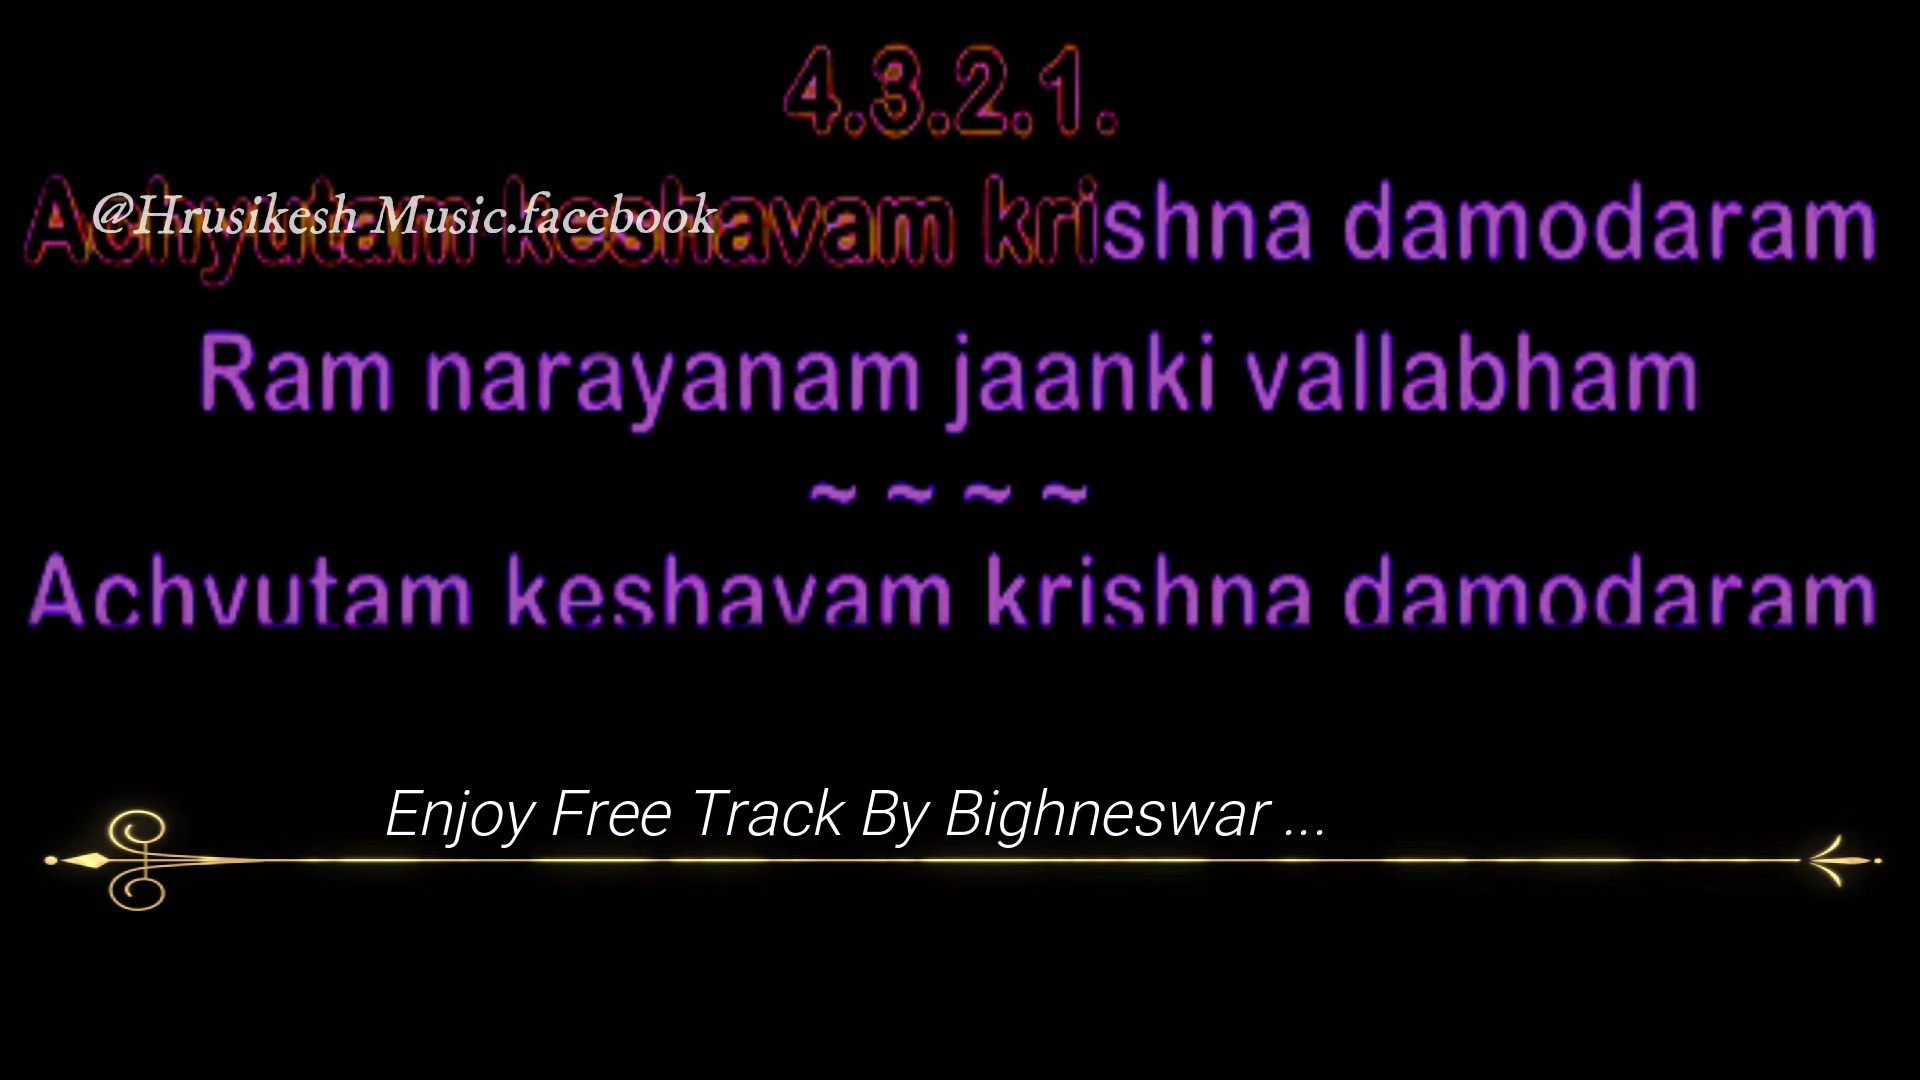 4.3.2.1.
Achyutam keshavam krishna damodaram
@Hrusikesh Music.facebook
Ram narayanam jaanki vallabham
~ ~ ~ ~
Achyutam keshavam krishna damodaram
Enjoy Free Track By Bighneswar ...